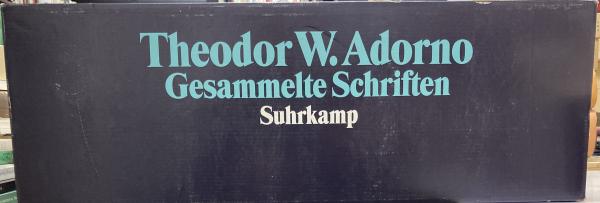 Theodor W. Adorno
Gesammelte Schriften
Suhrkamp